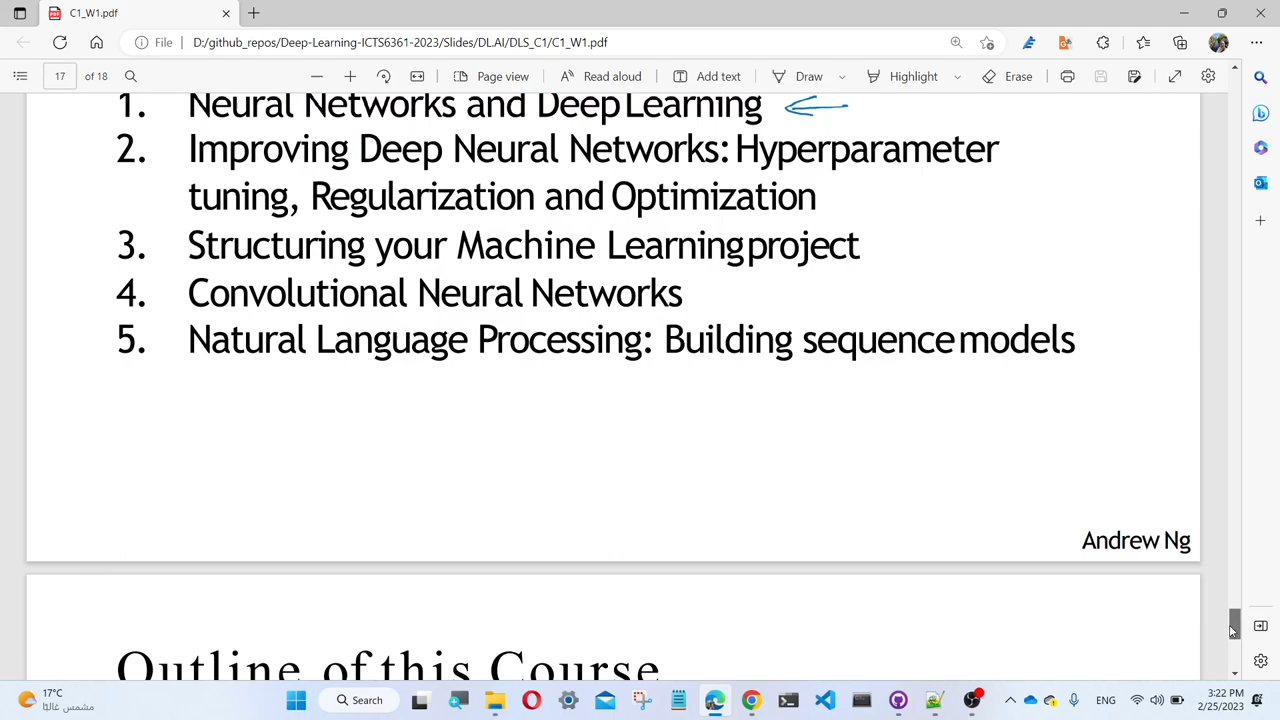 C1_W1.pdf
File
D:/github_repos/Deep-Learning-ICTS6361-2023/Slides/DL.AI/DLS_C1/C1_W1.pdf
17 of 18
Page view
Read aloud
Add text
Draw
Highlight
Erase
1. Neural Networks and Deep Learning
2. Improving Deep Neural Networks: Hyperparameter
tuning, Regularization and Optimization
3. Structuring your Machine Learning project
4. Convolutional Neural Networks
5. Natural Language Processing: Building sequence models
Andrew Ng
Outline of this Course
17°C
مشمس غالبًا
Search
ENG
3:22 PM
2/25/2023